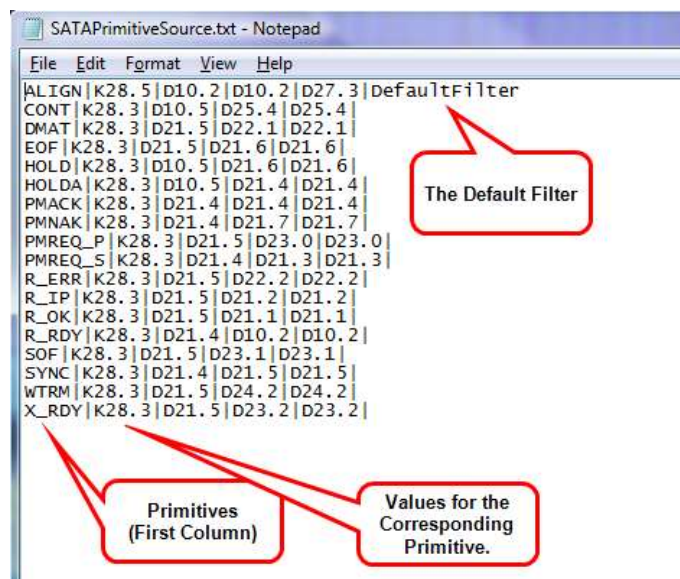 SATAPrimitiveSource.txt - Notepad
File Edit Format View Help
ALIGN|K28.5|D10.2|D10.2|D27.3|DefaultFilter
CONT|K28.3|D10.5|D25.4|D25.4|
DMAT|K28.3|D21.5|D22.1|D22.1|
EOF|K28.3|D21.5|D21.6|D21.6|
HOLD|K28.3|D10.5|D21.6|D21.6|
HOLDA|K28.3|D10.5|D21.4|D21.4|
PMACK|K28.3|D21.4|D21.4|D21.4|
PMNAK|K28.3|D21.4|D21.7|D21.7|
PMREQ_P|K28.3|D21.5|D23.0|D23.0|
PMREQ_S|K28.3|D21.4|D21.3|D21.3|
R_ERR|K28.3|D21.5|D22.2|D22.2|
R_IP|K28.3|D21.5|D21.2|D21.2|
R_OK|K28.3|D21.5|D21.1|D21.1|
R_RDY|K28.3|D21.4|D10.2|D10.2|
SOF|K28.3|D21.5|D23.1|D23.1|
SYNC|K28.3|D21.4|D21.5|D21.5|
WTRM|K28.3|D21.5|D24.2|D24.2|
X_RDY|K28.3|D21.5|D23.2|D23.2|
The Default Filter
Primitives
(First Column)
Values for the
Corresponding
Primitive.